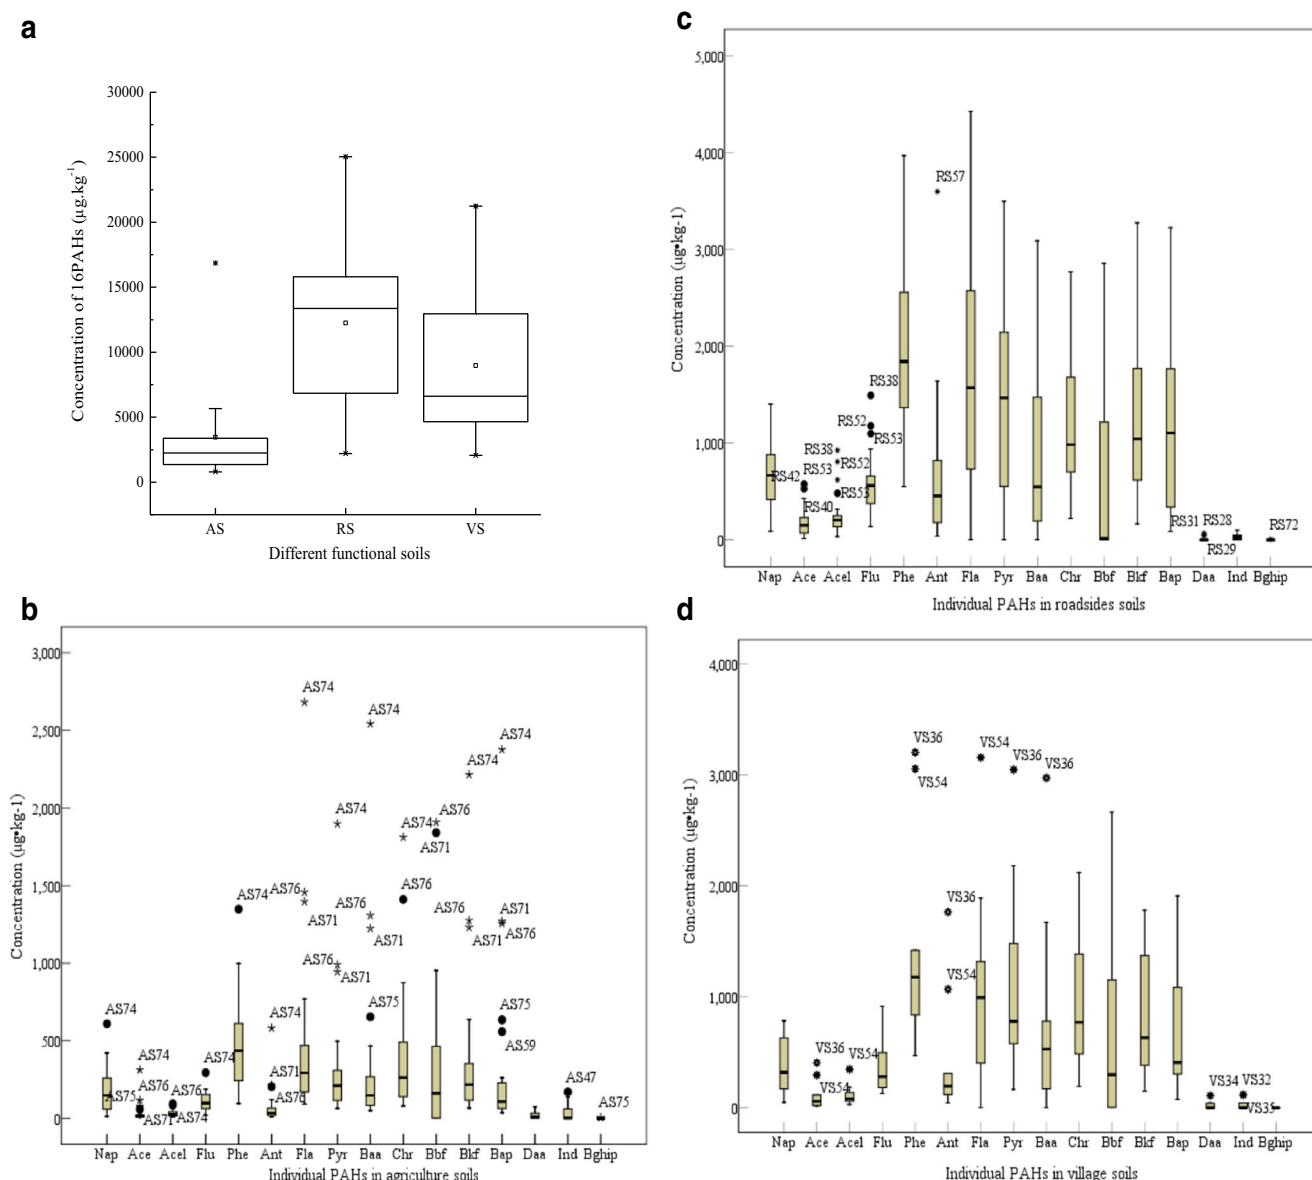 a
30000
25000
20000
15000
10000
5000
0
Concentration of 16PAHs (µg.kg-1)
AS RS VS
Different functional soils
b
3,000
2,500
2,000
1,500
1,000
500
0
Concentration (µg•kg-1)
AS74
AS74
AS74
AS74
AS74
AS76
AS74
AS71
AS76
AS74
AS76
AS71
AS76
AS71
AS76
AS71
AS71
AS76
AS76
AS71
AS74
AS75
AS75
AS59
AS74
AS74
AS71
AS76
AS74
AS76
AS75
AS71
AS76
AS74
AS47
AS75
Nap Ace Acel Flu Phe Ant Fla Pyr Baa Chr Bbf Bkf Bap Daa Ind Bghip
Individual PAHs in agriculture soils
c
5,000
4,000
3,000
2,000
1,000
0
Concentration (µg•kg-1)
RS57
RS38
RS52
RS53
RS38
RS52
RS53
RS42
RS53
RS40
RS31
RS28
RS29
RS72
Nap Ace Acel Flu Phe Ant Fla Pyr Baa Chr Bbf Bkf Bap Daa Ind Bghip
Individual PAHs in roadsides soils
d
4,000
3,000
2,000
1,000
0
Concentration (µg•kg-1)
VS36
VS54
VS54
VS36
VS36
VS36
VS54
VS36
VS54
VS54
VS34
VS32
VS35
Nap Ace Acel Flu Phe Ant Fla Pyr Baa Chr Bbf Bkf Bap Daa Ind Bghip
Individual PAHs in village soils